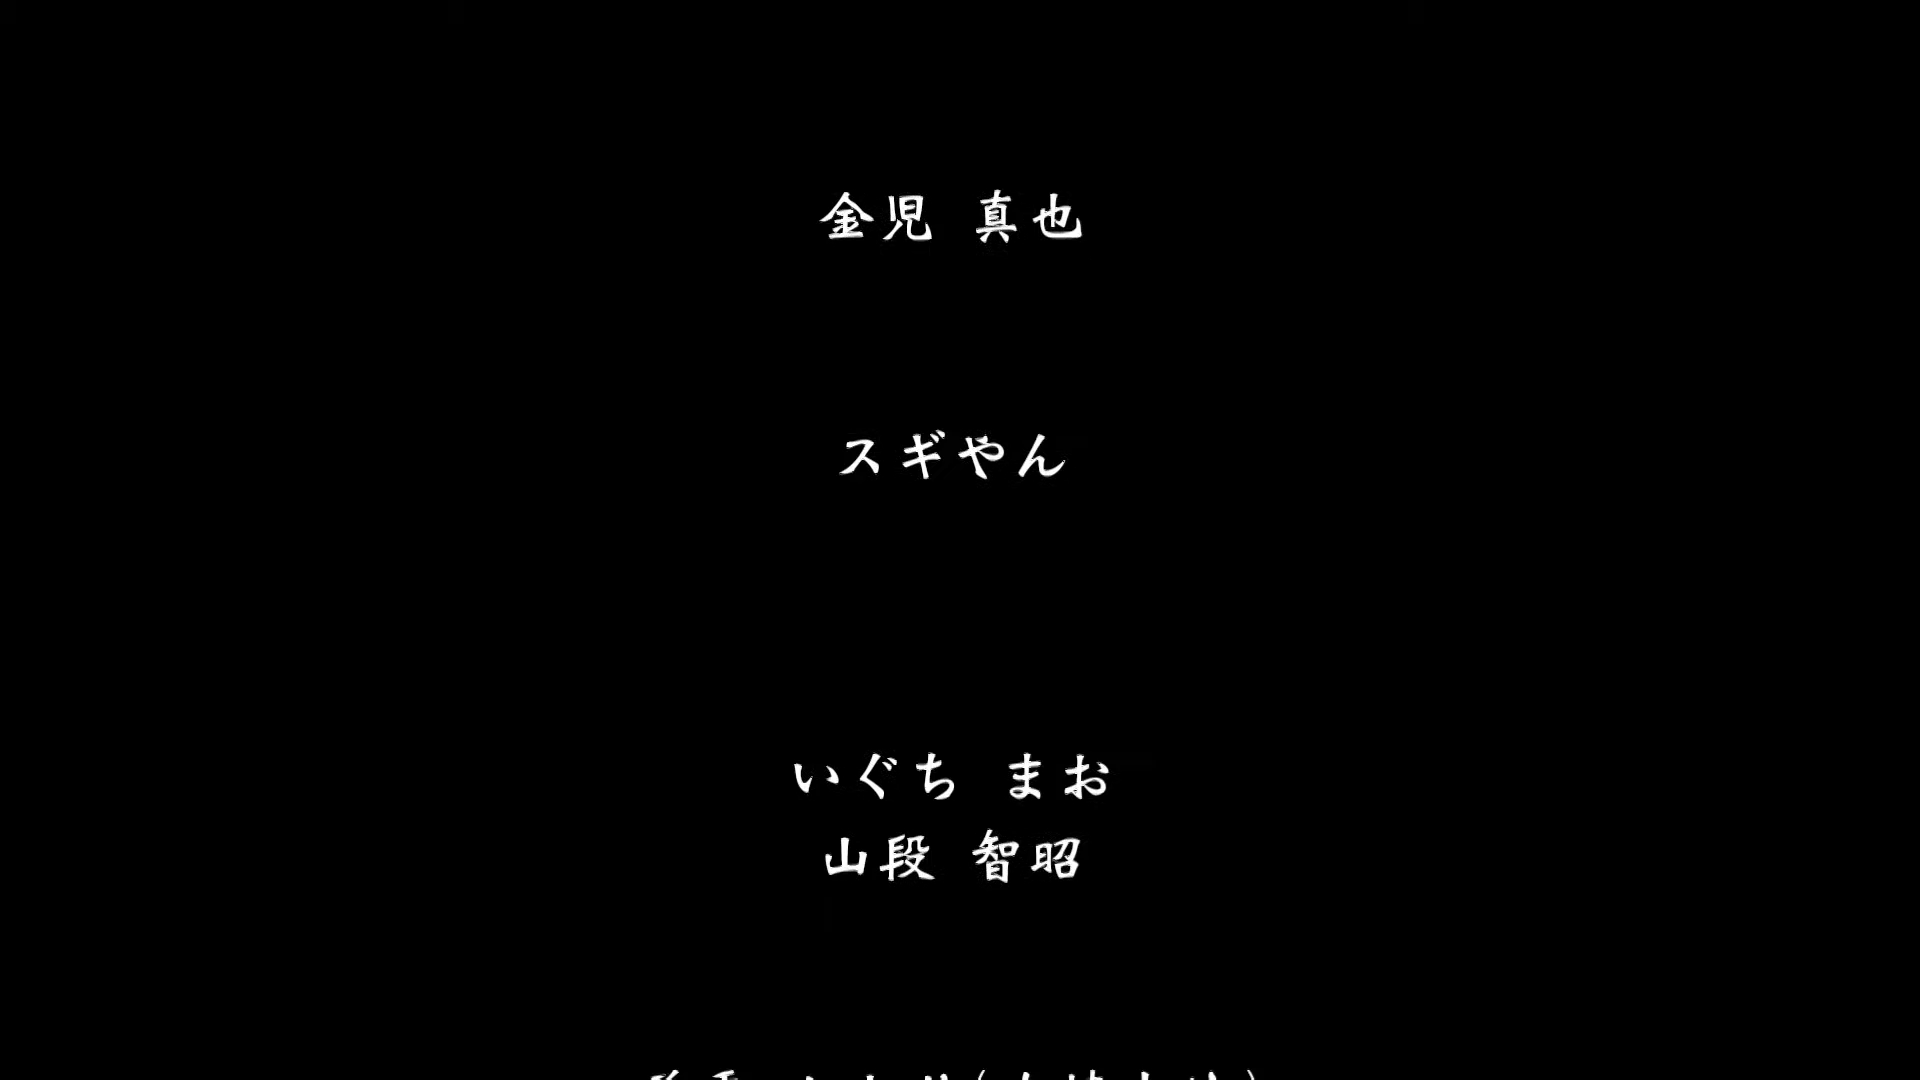 金児 真也
スギやん
いぐち まお
山段 智昭